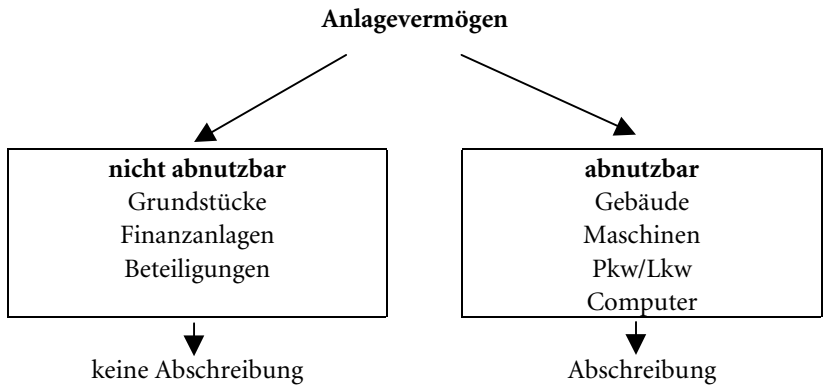 Anlagevermögen
nicht abnutzbar
Grundstücke
Finanzanlagen
Beteiligungen
keine Abschreibung
abnutzbar
Gebäude
Maschinen
Pkw/Lkw
Computer
Abschreibung